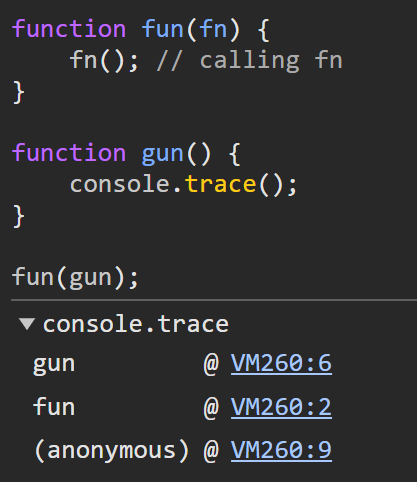 function fun(fn) {
    fn(); // calling fn
}

function gun() {
    console.trace();
}

fun(gun);
▼ console.trace
gun @ VM260:6
fun @ VM260:2
(anonymous) @ VM260:9